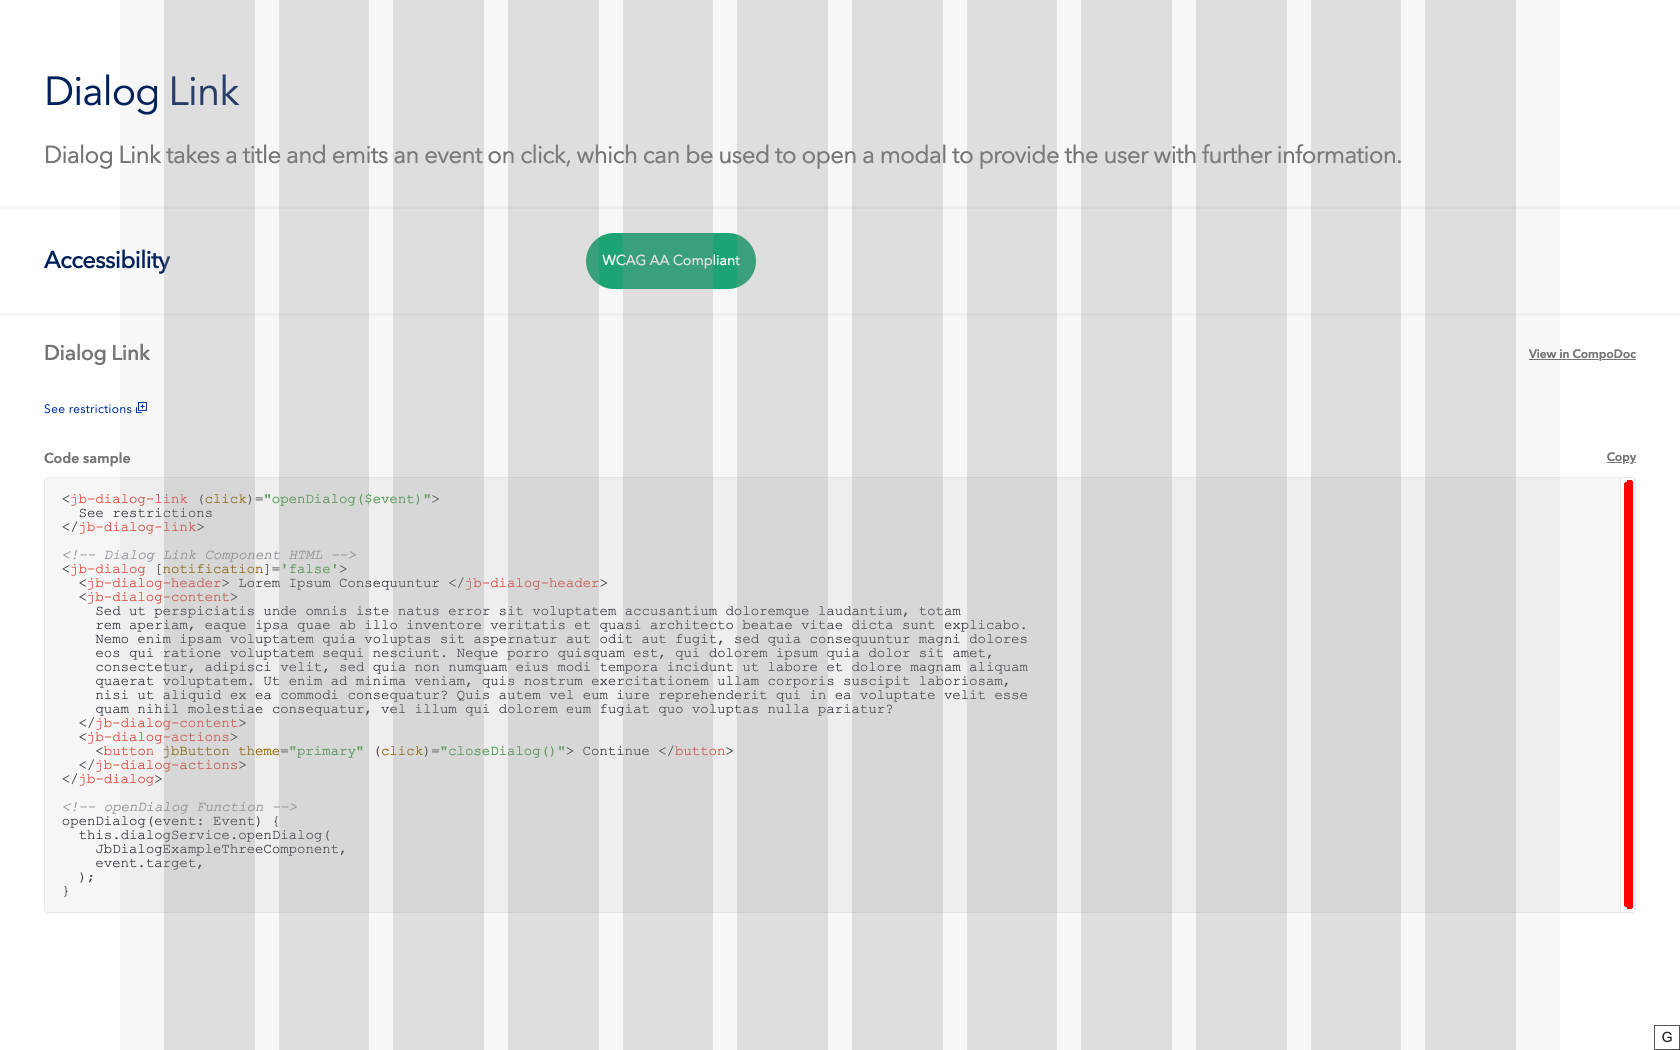 Dialog Link
Dialog Link takes a title and emits an event on click, which can be used to open a modal to provide the user with further information.
Accessibility
WCAG AA Compliant
Dialog Link
View in CompoDoc
See restrictions
Code sample
Copy
<jb-dialog-link (click)="openDialog($event)">
  See restrictions
</jb-dialog-link>
<!-- Dialog Link Component HTML -->
<jb-dialog [notification]='false'>
  <jb-dialog-header> Lorem Ipsum Consequuntur </jb-dialog-header>
  <jb-dialog-content>
    Sed ut perspiciatis unde omnis iste natus error sit voluptatem accusantium doloremque laudantium, totam
    rem aperiam, eaque ipsa quae ab illo inventore veritatis et quasi architecto beatae vitae dicta sunt explicabo.
    Nemo enim ipsam voluptatem quia voluptas sit aspernatur aut odit aut fugit, sed quia consequuntur magni dolores
    eos qui ratione voluptatem sequi nesciunt. Neque porro quisquam est, qui dolorem ipsum quia dolor sit amet,
    consectetur, adipisci velit, sed quia non numquam eius modi tempora incidunt ut labore et dolore magnam aliquam
    quaerat voluptatem. Ut enim ad minima veniam, quis nostrum exercitationem ullam corporis suscipit laboriosam,
    nisi ut aliquid ex ea commodi consequatur? Quis autem vel eum iure reprehenderit qui in ea voluptate velit esse
    quam nihil molestiae consequatur, vel illum qui dolorem eum fugiat quo voluptas nulla pariatur?
  </jb-dialog-content>
  <jb-dialog-actions>
    <button jbButton theme="primary" (click)="closeDialog()"> Continue </button>
  </jb-dialog-actions>
</jb-dialog>
<!-- openDialog Function -->
openDialog(event: Event) {
  this.dialogService.openDialog(
    JbDialogExampleThreeComponent,
    event.target,
  );
}
G